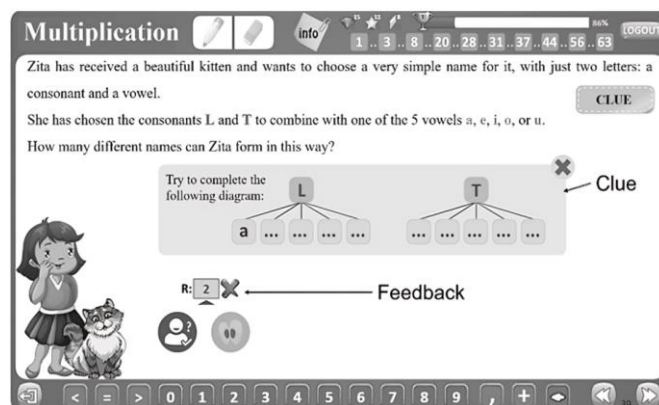 Multiplication
info
15
12
8
86%
LOGOUT
1 .. 3 .. 8 .. 20 .. 28 .. 31 .. 37 .. 44 .. 56 .. 63
Zita has received a beautiful kitten and wants to choose a very simple name for it, with just two letters: a
consonant and a vowel.
CLUE
She has chosen the consonants L and T to combine with one of the 5 vowels a, e, i, o, or u.
How many different names can Zita form in this way?
Try to complete the
following diagram:
L
T
Clue
a ... ... ... ...
... ... ... ... ...
R: 2
Feedback
?
< = > 0 1 2 3 4 5 6 7 8 9 , +